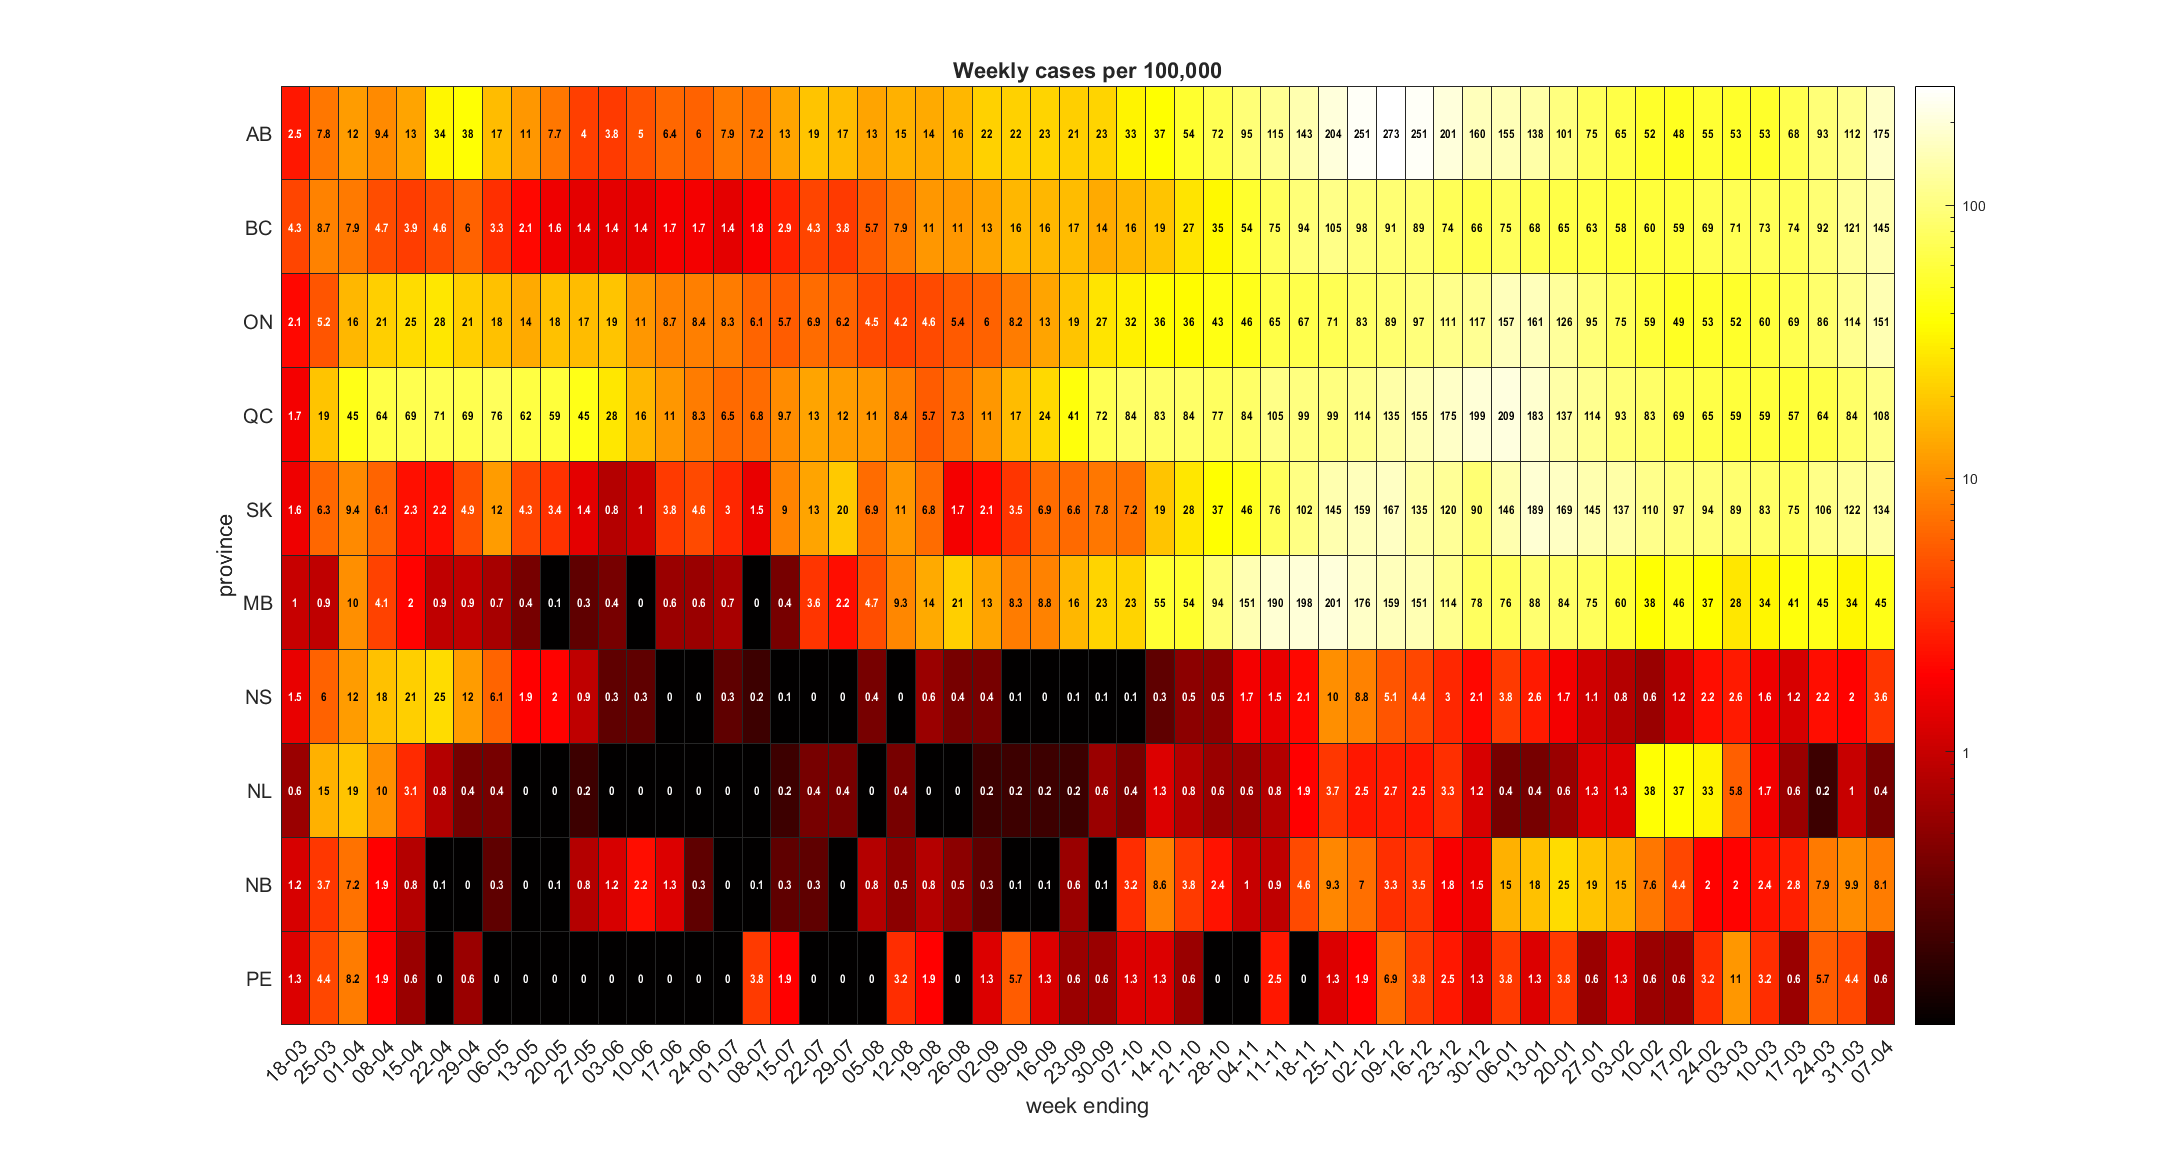 Weekly cases per 100,000
AB 2.5 7.8 12 9.4 13 34 38 17 11 7.7 4 3.8 5 6.4 6 7.9 7.2 13 19 17 13 15 14 16 22 22 23 21 23 33 37 54 72 95 115 143 204 251 273 251 201 160 155 138 101 75 65 52 48 55 53 53 68 93 112 175
100
BC 4.3 8.7 7.9 4.7 3.9 4.6 6 3.3 2.1 1.6 1.4 1.4 1.4 1.7 1.7 1.4 1.8 2.9 4.3 3.8 5.7 7.9 11 11 13 16 16 17 14 16 19 27 35 54 75 94 105 98 91 89 74 66 75 68 65 63 58 60 59 69 71 73 74 92 121 145
ON 2.1 5.2 16 21 25 28 21 18 14 18 17 19 11 8.7 8.4 8.3 6.1 5.7 6.9 6.2 4.5 4.2 4.6 5.4 6 8.2 13 19 27 32 36 36 43 46 65 67 71 83 89 97 111 117 157 161 126 95 75 59 49 53 52 60 69 86 114 151
QC 1.7 19 45 64 69 71 69 76 62 59 45 28 16 11 8.3 6.5 6.8 9.7 13 12 11 8.4 5.7 7.3 11 17 24 41 72 84 83 84 77 84 105 99 99 114 135 155 175 199 209 183 137 114 93 83 69 65 59 59 57 64 84 108
10
SK 1.6 6.3 9.4 6.1 2.3 2.2 4.9 12 4.3 3.4 1.4 0.8 1 3.8 4.6 3 1.5 9 13 20 6.9 11 6.8 1.7 2.1 3.5 6.9 6.6 7.8 7.2 19 28 37 46 76 102 145 159 167 135 120 90 146 189 169 145 137 110 97 94 89 83 75 106 122 134
province
MB 1 0.9 10 4.1 2 0.9 0.9 0.7 0.4 0.1 0.3 0.4 0 0.6 0.6 0.7 0 0.4 3.6 2.2 4.7 9.3 14 21 13 8.3 8.8 16 23 23 55 54 94 151 190 198 201 176 159 151 114 78 76 88 84 75 60 38 46 37 28 34 41 45 34 45
NS 1.5 6 12 18 21 25 12 6.1 1.9 2 0.9 0.3 0.3 0 0 0.3 0.2 0.1 0 0 0.4 0 0.6 0.4 0.4 0.1 0 0.1 0.1 0.1 0.3 0.5 0.5 1.7 1.5 2.1 10 8.8 5.1 4.4 3 2.1 3.8 2.6 1.7 1.1 0.8 0.6 1.2 2.2 2.6 1.6 1.2 2.2 2 3.6
1
NL 0.6 15 19 10 3.1 0.8 0.4 0.4 0 0 0.2 0 0 0 0 0 0 0.2 0.4 0.4 0 0.4 0 0 0.2 0.2 0.2 0.2 0.6 0.4 1.3 0.8 0.6 0.6 0.8 1.9 3.7 2.5 2.7 2.5 3.3 1.2 0.4 0.4 0.6 1.3 1.3 38 37 33 5.8 1.7 0.6 0.2 1 0.4
NB 1.2 3.7 7.2 1.9 0.8 0.1 0 0.3 0 0.1 0.8 1.2 2.2 1.3 0.3 0 0.1 0.3 0.3 0 0.8 0.5 0.8 0.5 0.3 0.1 0.1 0.6 0.1 3.2 8.6 3.8 2.4 1 0.9 4.6 9.3 7 3.3 3.5 1.8 1.5 15 18 25 19 15 7.6 4.4 2 2 2.4 2.8 7.9 9.9 8.1
PE 1.3 4.4 8.2 1.9 0.6 0 0.6 0 0 0 0 0 0 0 0 0 3.8 1.9 0 0 0 3.2 1.9 0 1.3 5.7 1.3 0.6 0.6 1.3 1.3 0.6 0 0 2.5 0 1.3 1.9 6.9 3.8 2.5 1.3 3.8 1.3 3.8 0.6 1.3 0.6 0.6 3.2 11 3.2 0.6 5.7 4.4 0.6
18-03 25-03 01-04 08-04 15-04 22-04 29-04 06-05 13-05 20-05 27-05 03-06 10-06 17-06 24-06 01-07 08-07 15-07 22-07 29-07 05-08 12-08 19-08 26-08 02-09 09-09 16-09 23-09 30-09 07-10 14-10 21-10 28-10 04-11 11-11 18-11 25-11 02-12 09-12 16-12 23-12 30-12 06-01 13-01 20-01 27-01 03-02 10-02 17-02 24-02 03-03 10-03 17-03 24-03 31-03 07-04
week ending